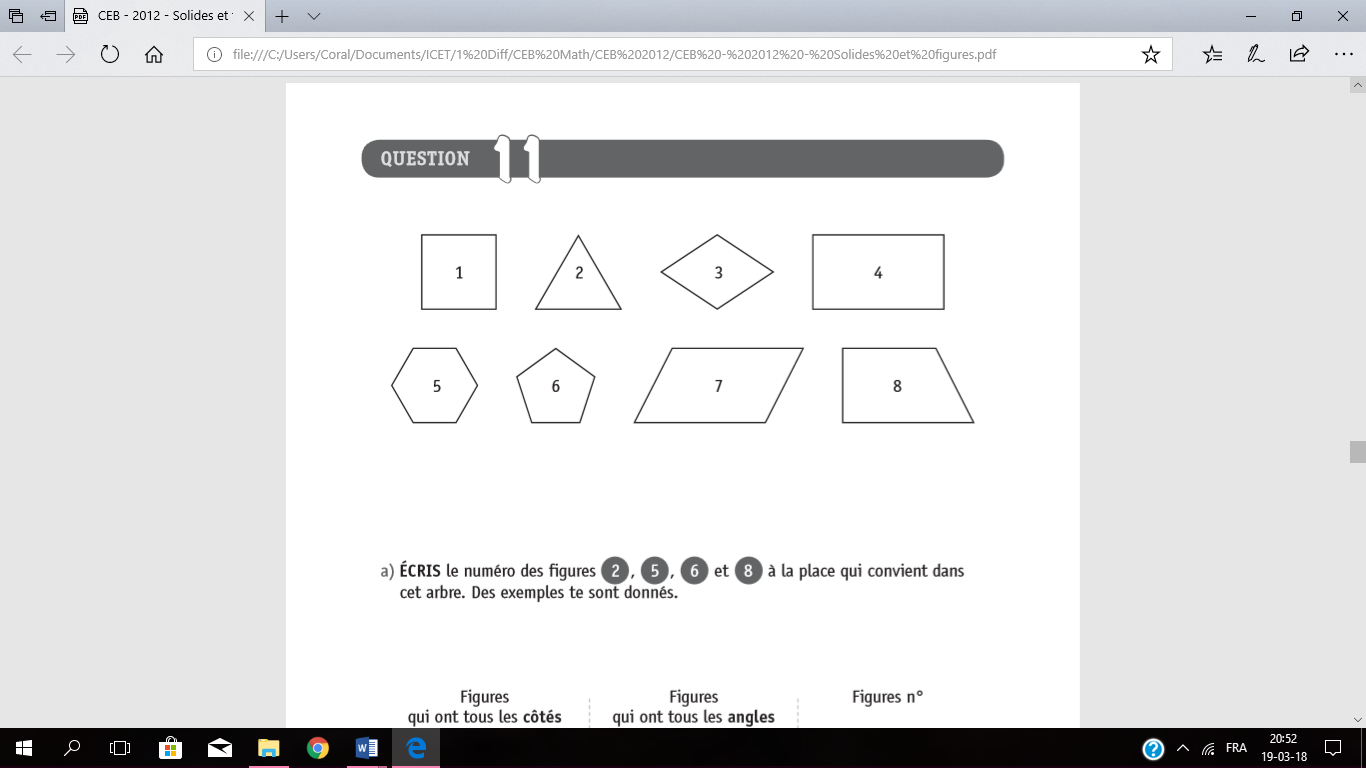 CEB - 2012 - Solides et
file:///C:/Users/Coral/Documents/ICET/1%20Diff/CEB%20Math/CEB%202012/CEB%20-%202012%20-%20Solides%20et%20figures.pdf
QUESTION 11
1 2 3 4
5 6 7 8
a) ÉCRIS le numéro des figures 2, 5, 6 et 8 à la place qui convient dans
cet arbre. Des exemples te sont donnés.
Figures Figures Figures n°
qui ont tous les côtés qui ont tous les angles
FRA
20:52
19-03-18